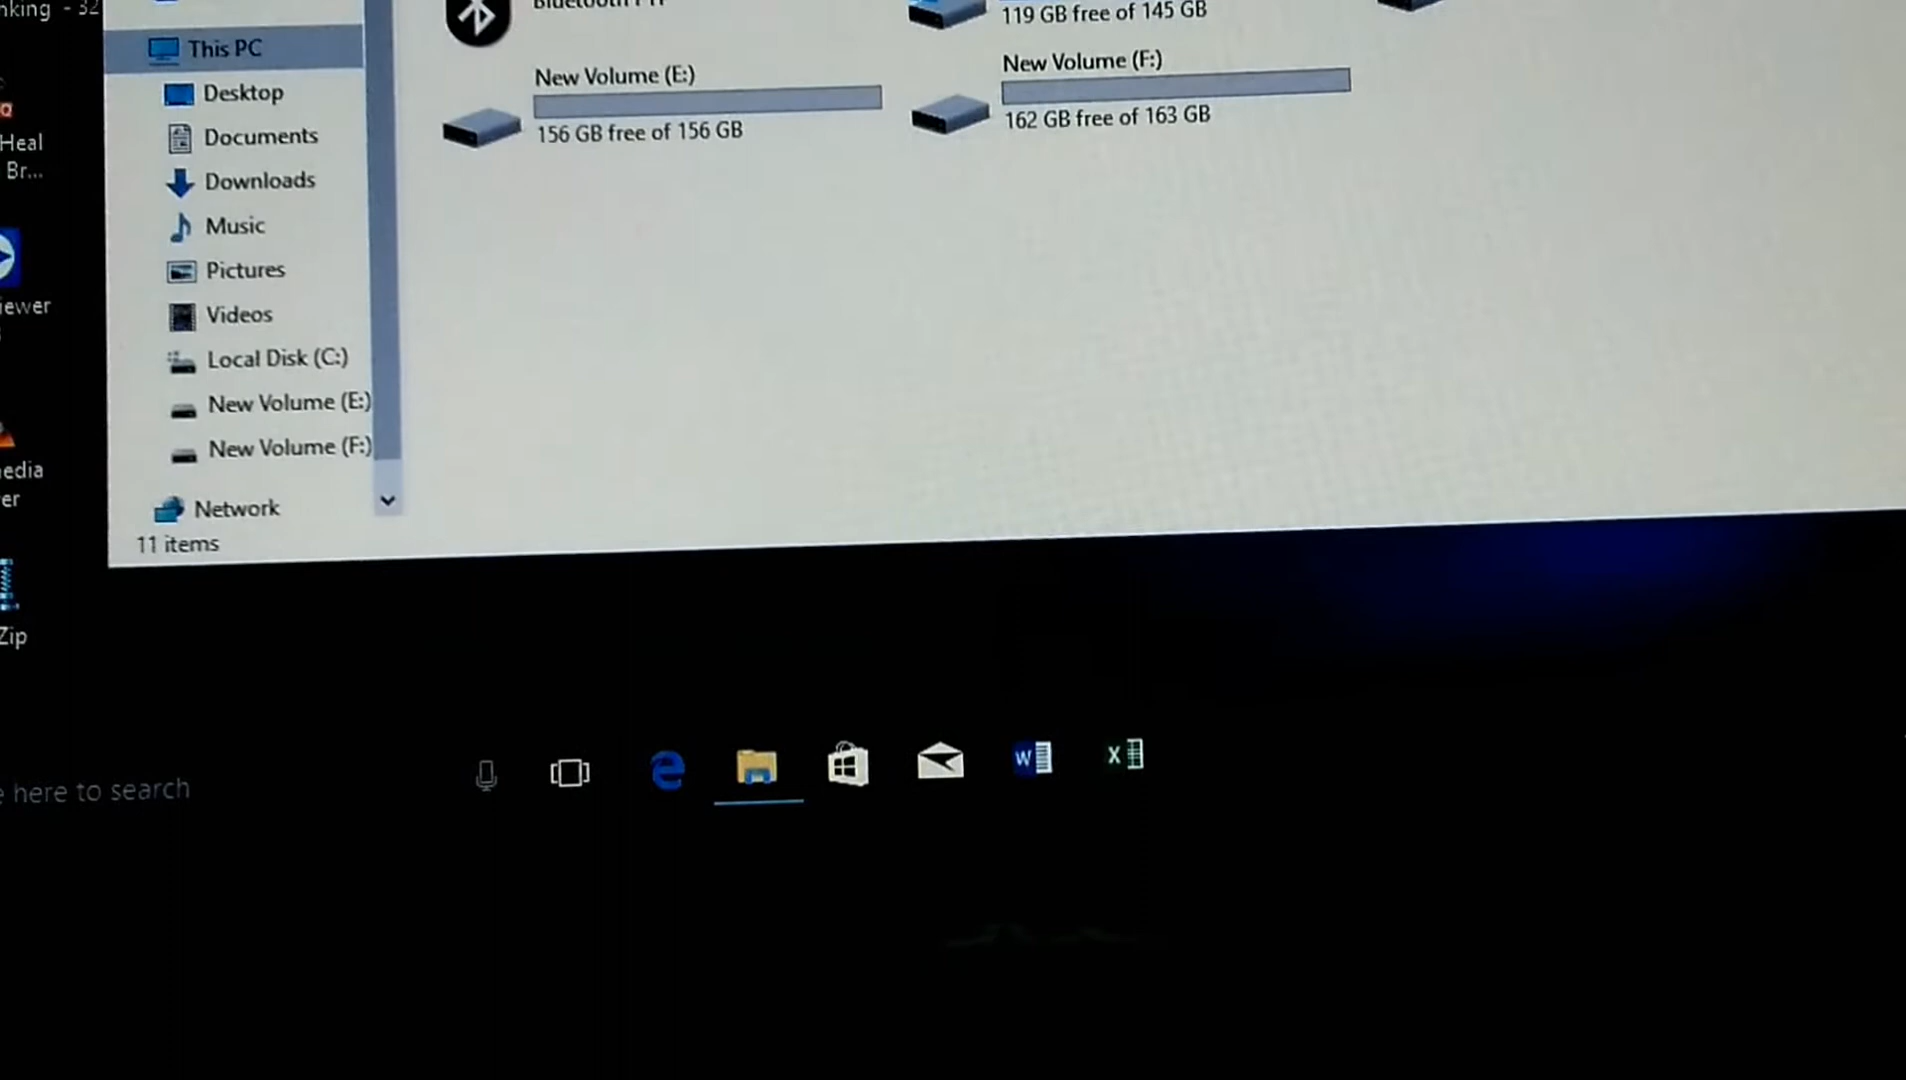 nking - 32
This PC
Desktop
Documents
Downloads
Music
Pictures
Videos
Local Disk (C:)
New Volume (E:)
New Volume (F:)
Network
11 items
119 GB free of 145 GB
New Volume (E:)
156 GB free of 156 GB
New Volume (F:)
162 GB free of 163 GB
Heal
Br...
iewer
edia
er
Zip
e here to search
W
X